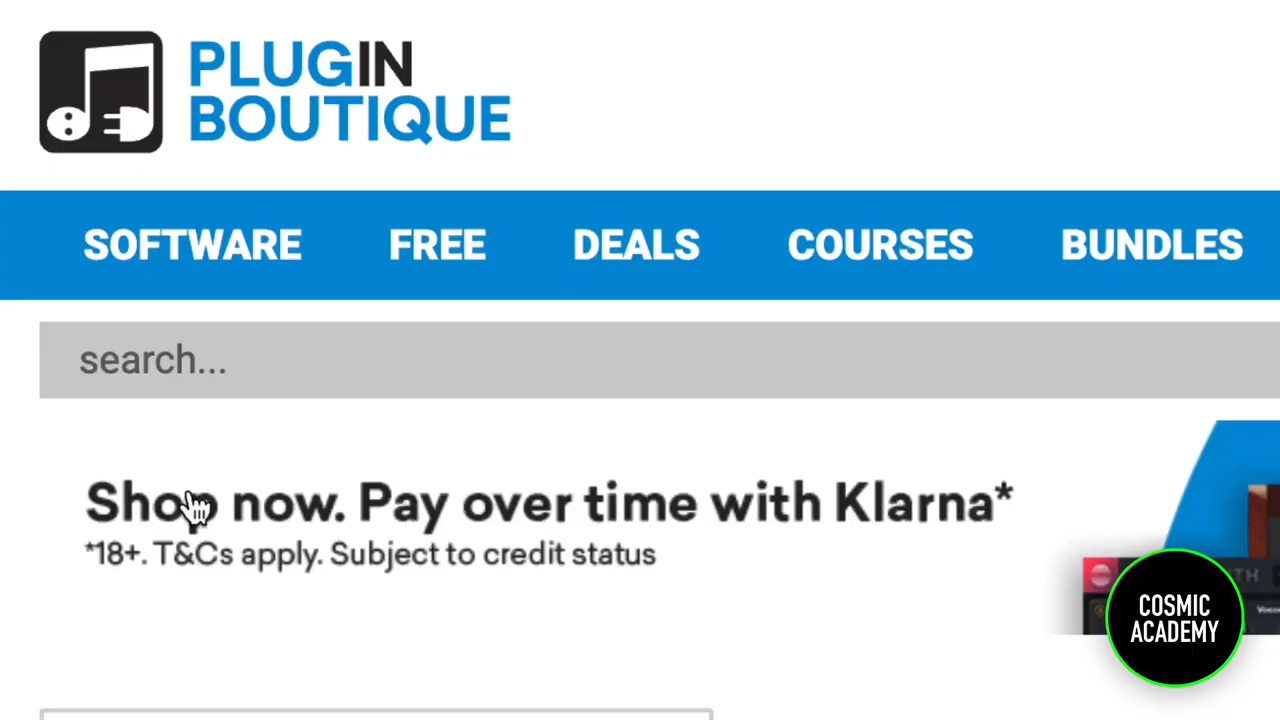 PLUGIN
BOUTIQUE
SOFTWARE FREE DEALS COURSES BUNDLES
search...
Shop now. Pay over time with Klarna*
*18+. T&Cs apply. Subject to credit status
COSMIC
ACADEMY